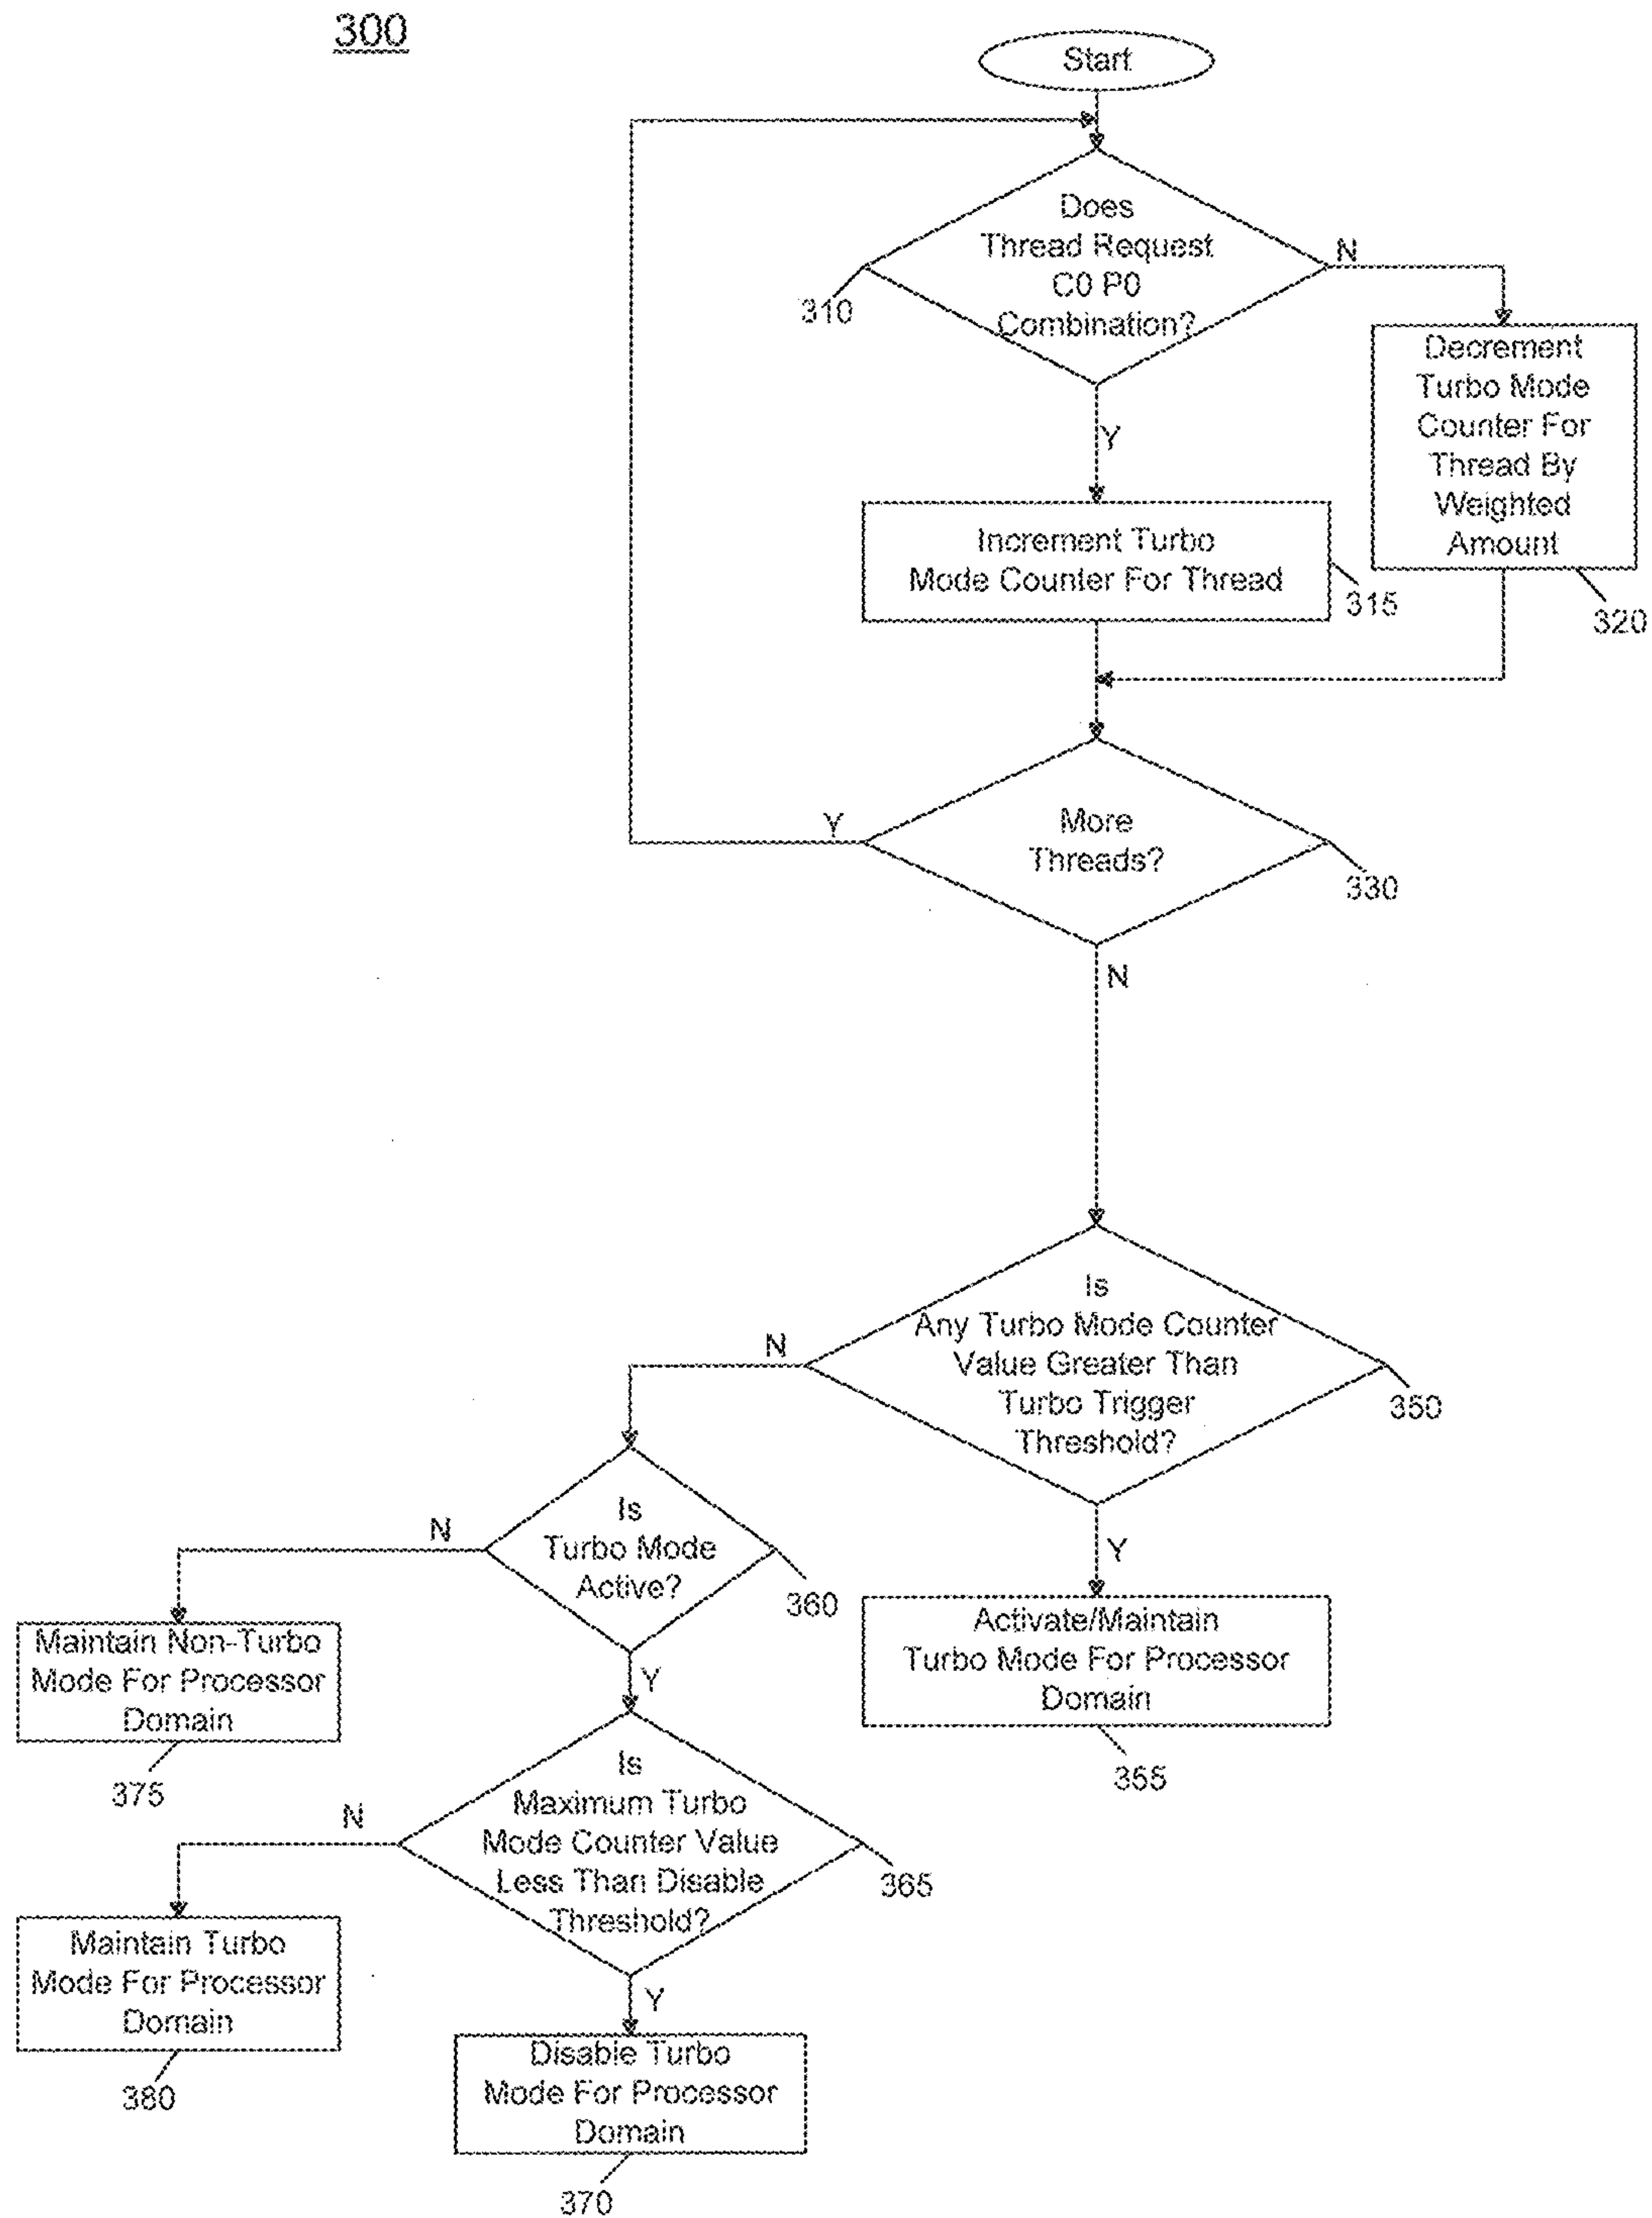 300
Start
Does
Thread Request
C0 P0
Combination?
N
310
Decrement
Turbo Mode
Counter For
Thread By
Weighted
Amount
Y
Increment Turbo
Mode Counter For Thread
315
320
More
Threads?
Y
330
N
Is
Any Turbo Mode Counter
Value Greater Than
Turbo Trigger
Threshold?
N
350
Y
Is
Turbo Mode
Active?
N
360
Y
Activate/Maintain
Turbo Mode For Processor
Domain
355
Maintain Non-Turbo
Mode For Processor
Domain
375
Is
Maximum Turbo
Mode Counter Value
Less Than Disable
Threshold?
N
365
Y
Maintain Turbo
Mode For Processor
Domain
380
Disable Turbo
Mode For Processor
Domain
370